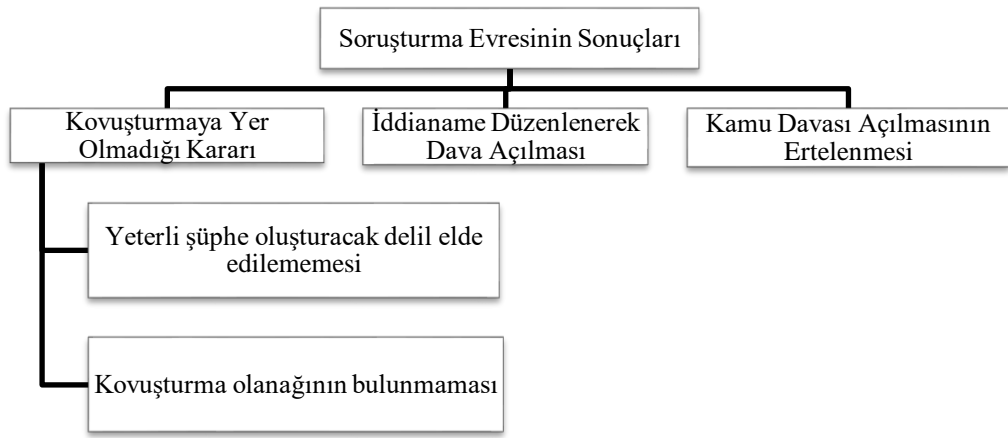 Soruşturma Evresinin Sonuçları
Kovuşturmaya Yer
Olmadığı Kararı
İddianame Düzenlenerek
Dava Açılması
Kamu Davası Açılmasının
Ertelenmesi
Yeterli şüphe oluşturacak delil elde
edilememesi
Kovuşturma olanağının bulunmaması